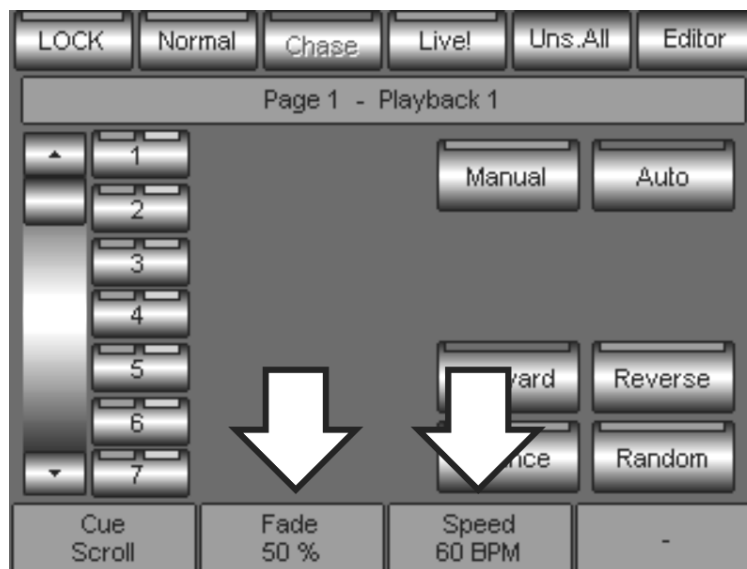 LOCK Normal Chase Live! Uns.All Editor
Page 1 - Playback 1
1
Manual Auto
2
3
4
5
Reverse
6
Random
7
Cue Fade Speed
Scroll 50 % 60 BPM -